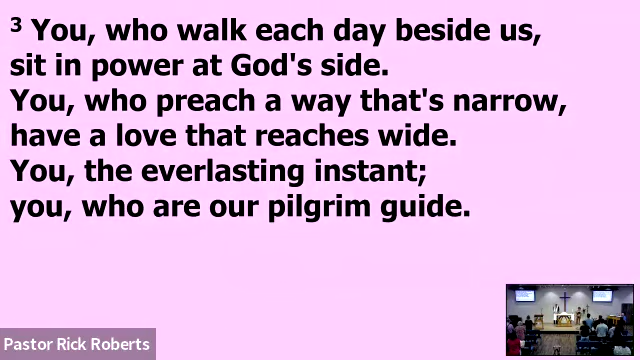 ³ You, who walk each day beside us,
sit in power at God's side.
You, who preach a way that's narrow,
have a love that reaches wide.
You, the everlasting instant;
you, who are our pilgrim guide.
Pastor Rick Roberts